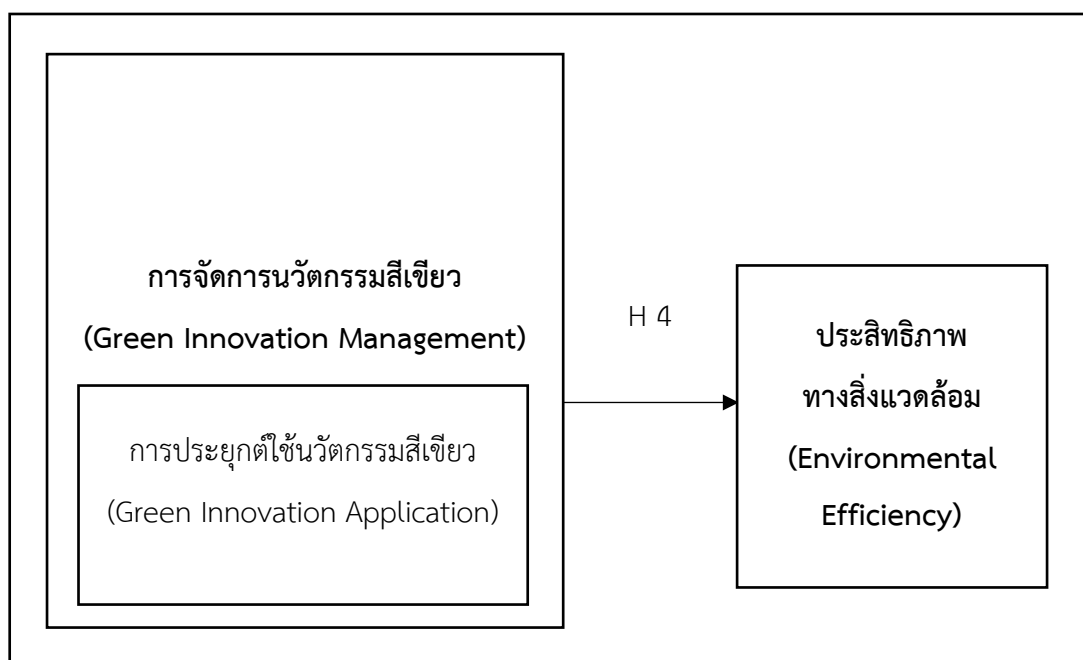 การจัดการนวัตกรรมสีเขียว
(Green Innovation Management)
การประยุกต์ใช้นวัตกรรมสีเขียว
(Green Innovation Application)
H 4
ประสิทธิภาพ
ทางสิ่งแวดล้อม
(Environmental
Efficiency)